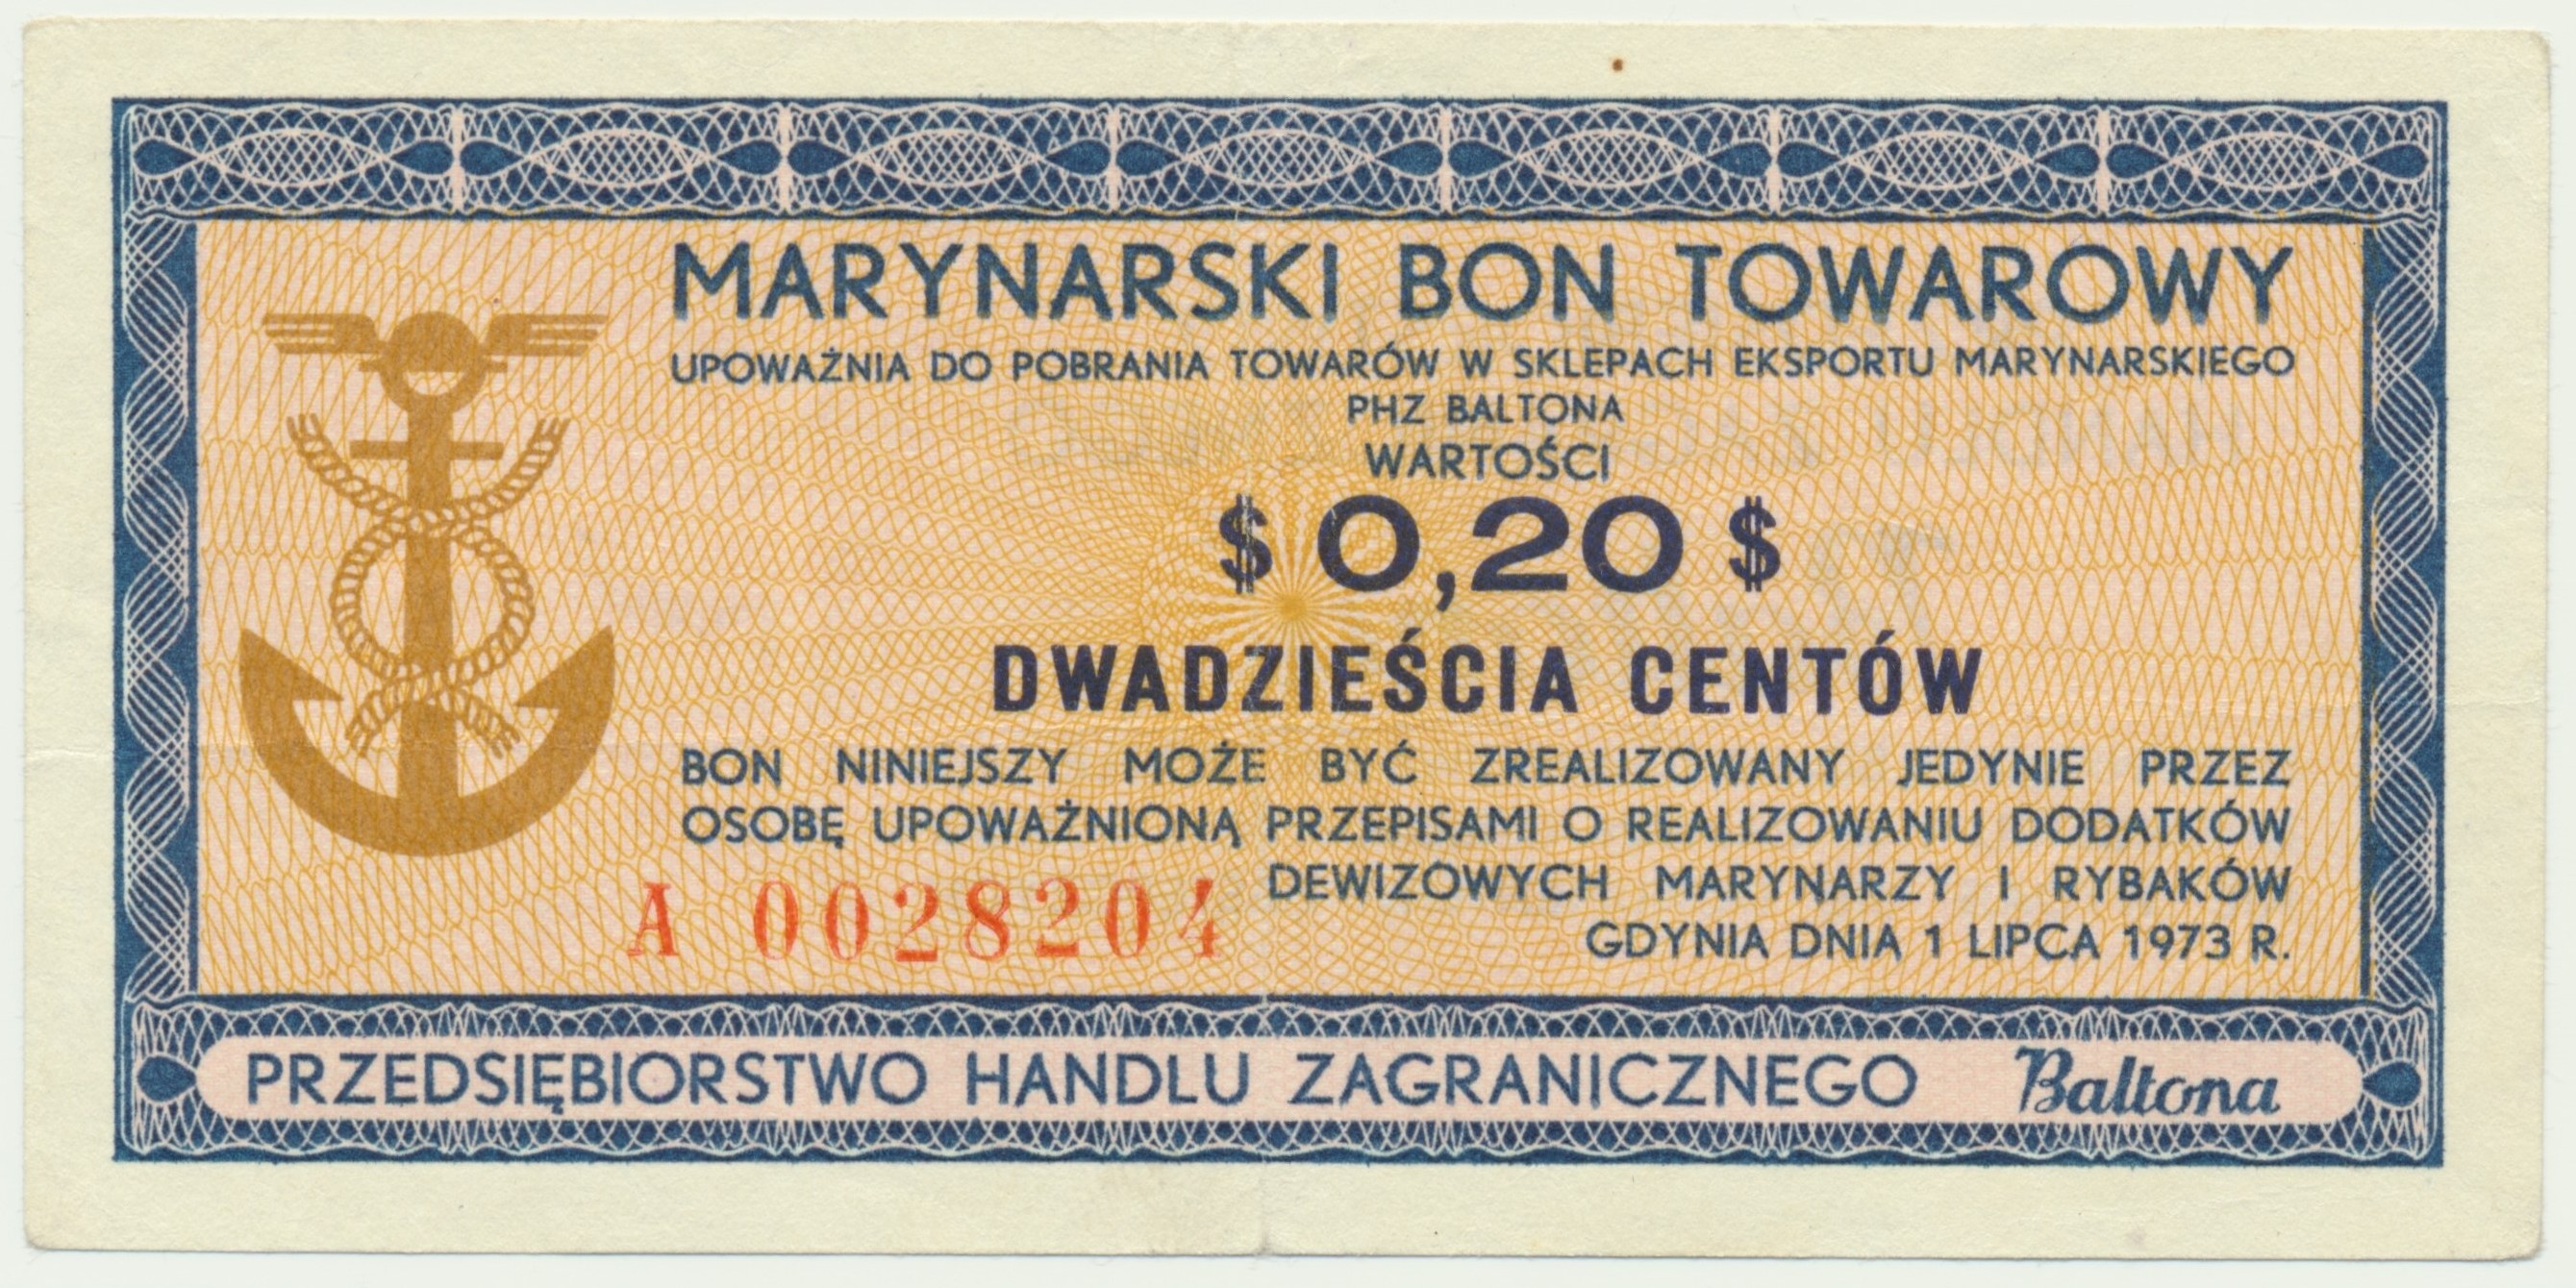 MARYNARSKI BON TOWAROWY
UPOWAŻNIA DO POBRANIA TOWARÓW W SKLEPACH EKSPORTU MARYNARSKIEGO
PHZ BALTONA
WARTOŚCI
$ 0,20 $
DWADZIEŚCIA CENTÓW
BON NINIEJSZY MOŻE BYĆ ZREALIZOWANY JEDYNIE PRZEZ
OSOBĘ UPOWAŻNIONĄ PRZEPISAMI O REALIZOWANIU DODATKÓW
DEWIZOWYCH MARYNARZY I RYBAKÓW
A 0028204
GDYNIA DNIA 1 LIPCA 1973 R.
PRZEDSIĘBIORSTWO HANDLU ZAGRANICZNEGO Baltona